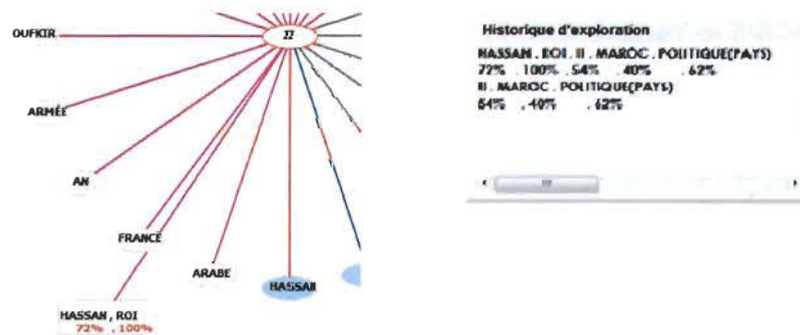 OUFKIR
ARMÉE
AN
FRANCE
ARABE
HASSAN
HASSAN , ROI
72% , 100%
Historique d'exploration
HASSAN . ROI . II . MAROC . POLITIQUE(PAYS)
72% . 100% . 54% . 40% . 62%
II . MAROC . POLITIQUE(PAYS)
54% . 40% . 62%